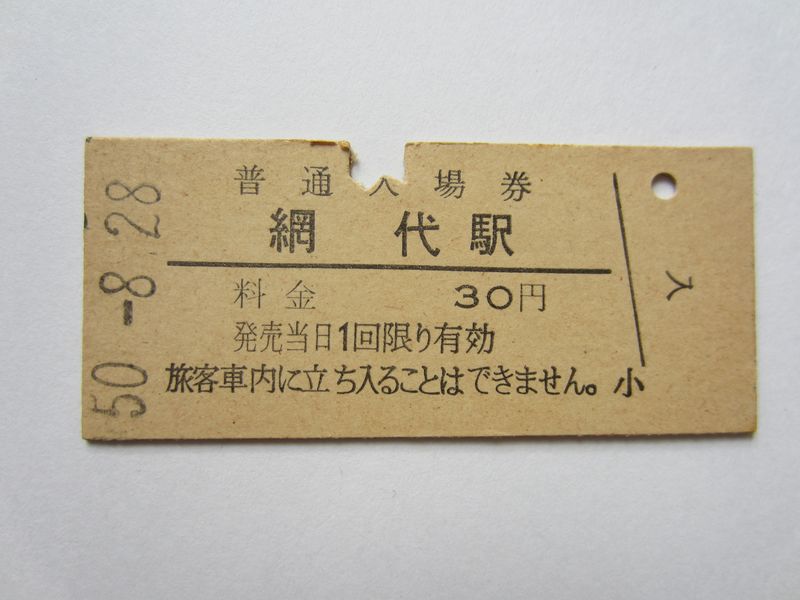 普通入場券
網代駅
料金 30円
発売当日1回限り有効
旅客車内に立ち入ることはできません。 小
入
50-8 28